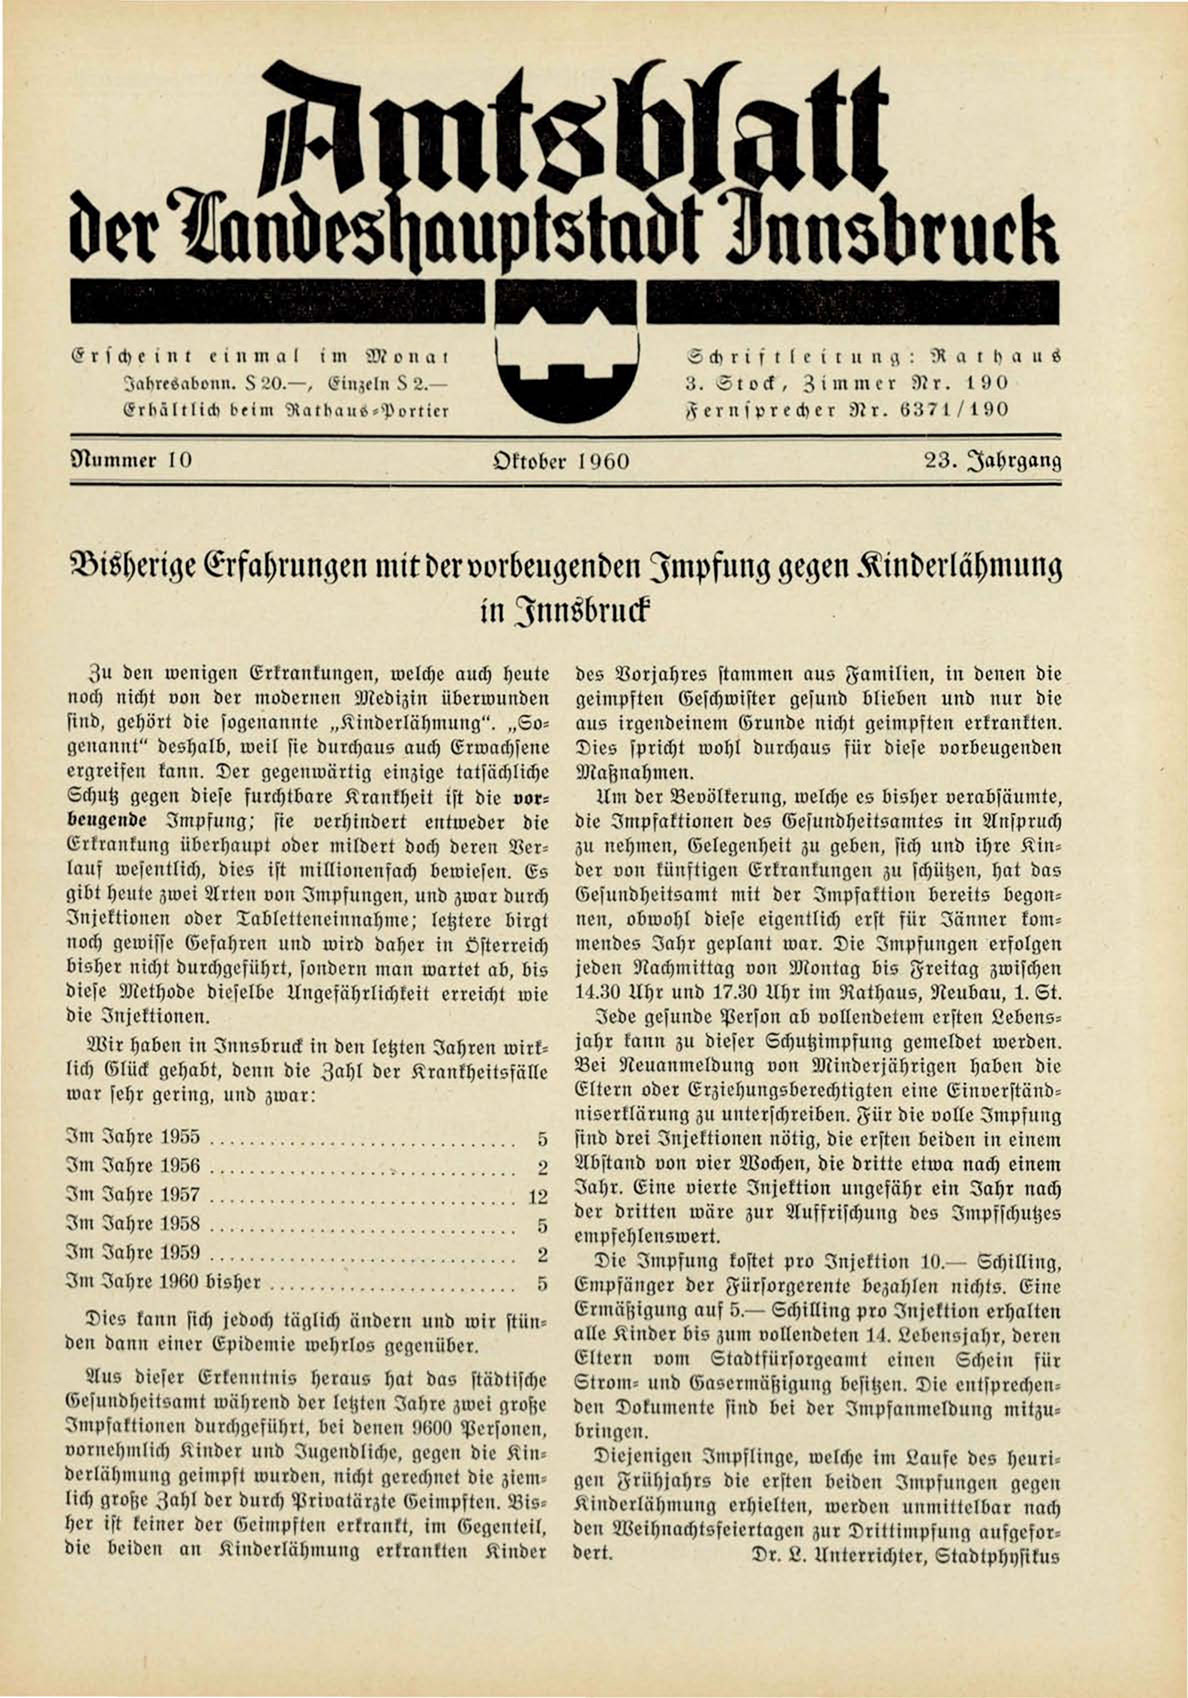 Amtsblatt
der Landeshauptstadt Innsbruck
Erscheint einmal im Monat
Jahresabonn. S 20.—, Einzeln S 2.—
Erhältlich beim Rathaus-Portier
Schriftleitung: Rathaus
3. Stock, Zimmer Nr. 190
Fernsprecher Nr. 6371/190
Nummer 10 Oktober 1960 23. Jahrgang
Bisherige Erfahrungen mit der vorbeugenden Impfung gegen Kinderlähmung
in Innsbruck
Zu den wenigen Erkrankungen, welche auch heute
noch nicht von der modernen Medizin überwunden
sind, gehört die sogenannte „Kinderlähmung“. „So-
genannt“ deshalb, weil sie durchaus auch Erwachsene
ergreifen kann. Der gegenwärtig einzige tatsächliche
Schutz gegen diese furchtbare Krankheit ist die vor-
beugende Impfung; sie verhindert entweder die
Erkrankung überhaupt oder mildert doch deren Ver-
lauf wesentlich, dies ist millionenfach bewiesen. Es
gibt heute zwei Arten von Impfungen, und zwar durch
Injektionen oder Tabletteneinnahme; letztere birgt
noch gewisse Gefahren und wird daher in Österreich
bisher nicht durchgeführt, sondern man wartet ab, bis
diese Methode dieselbe Ungefährlichkeit erreicht wie
die Injektionen.
Wir haben in Innsbruck in den letzten Jahren wirk-
lich Glück gehabt, denn die Zahl der Krankheitsfälle
war sehr gering, und zwar:
Im Jahre 1955 . . . . . . . . . . . . . . . . . . . . 5
Im Jahre 1956 . . . . . . . . . . . . . . . . . . . . 2
Im Jahre 1957 . . . . . . . . . . . . . . . . . . . . 12
Im Jahre 1958 . . . . . . . . . . . . . . . . . . . . 5
Im Jahre 1959 . . . . . . . . . . . . . . . . . . . . 2
Im Jahre 1960 bisher . . . . . . . . . . . . . . . . 5
Dies kann sich jedoch täglich ändern und wir stün-
den dann einer Epidemie wehrlos gegenüber.
Aus dieser Erkenntnis heraus hat das städtische
Gesundheitsamt während der letzten Jahre zwei große
Impfaktionen durchgeführt, bei denen 9600 Personen,
vornehmlich Kinder und Jugendliche, gegen die Kin-
derlähmung geimpft wurden, nicht gerechnet die ziem-
lich große Zahl der durch Privatärzte Geimpften. Bis-
her ist keiner der Geimpften erkrankt, im Gegenteil,
die beiden an Kinderlähmung erkrankten Kinder
des Vorjahres stammen aus Familien, in denen die
geimpften Geschwister gesund blieben und nur die
aus irgendeinem Grunde nicht geimpften erkrankten.
Dies spricht wohl durchaus für diese vorbeugenden
Maßnahmen.
Um der Bevölkerung, welche es bisher verabsäumte,
die Impfaktionen des Gesundheitsamtes in Anspruch
zu nehmen, Gelegenheit zu geben, sich und ihre Kin-
der von künftigen Erkrankungen zu schützen, hat das
Gesundheitsamt mit der Impfaktion bereits begon-
nen, obwohl diese eigentlich erst für Jänner kom-
mendes Jahr geplant war. Die Impfungen erfolgen
jeden Nachmittag von Montag bis Freitag zwischen
14.30 Uhr und 17.30 Uhr im Rathaus, Neubau, 1. St.
Jede gesunde Person ab vollendetem ersten Lebens-
jahr kann zu dieser Schutzimpfung gemeldet werden.
Bei Neuanmeldung von Minderjährigen haben die
Eltern oder Erziehungsberechtigten eine Einverständ-
niserklärung zu unterschreiben. Für die volle Impfung
sind drei Injektionen nötig, die ersten beiden in einem
Abstand von vier Wochen, die dritte etwa nach einem
Jahr. Eine vierte Injektion ungefähr ein Jahr nach
der dritten wäre zur Auffrischung des Impfschutzes
empfehlenswert.
Die Impfung kostet pro Injektion 10.— Schilling,
Empfänger der Fürsorgerente bezahlen nichts. Eine
Ermäßigung auf 5.— Schilling pro Injektion erhalten
alle Kinder bis zum vollendeten 14. Lebensjahr, deren
Eltern vom Stadtfürsorgeamt einen Schein für
Strom- und Gasermäßigung besitzen. Die entsprechen-
den Dokumente sind bei der Impfanmeldung mitzu-
bringen.
Diejenigen Impflinge, welche im Laufe des heuri-
gen Frühjahrs die ersten beiden Impfungen gegen
Kinderlähmung erhielten, werden unmittelbar nach
den Weihnachtsfeiertagen zur Drittimpfung aufgefor-
dert. Dr. L. Unterrichter, Stadtphysikus